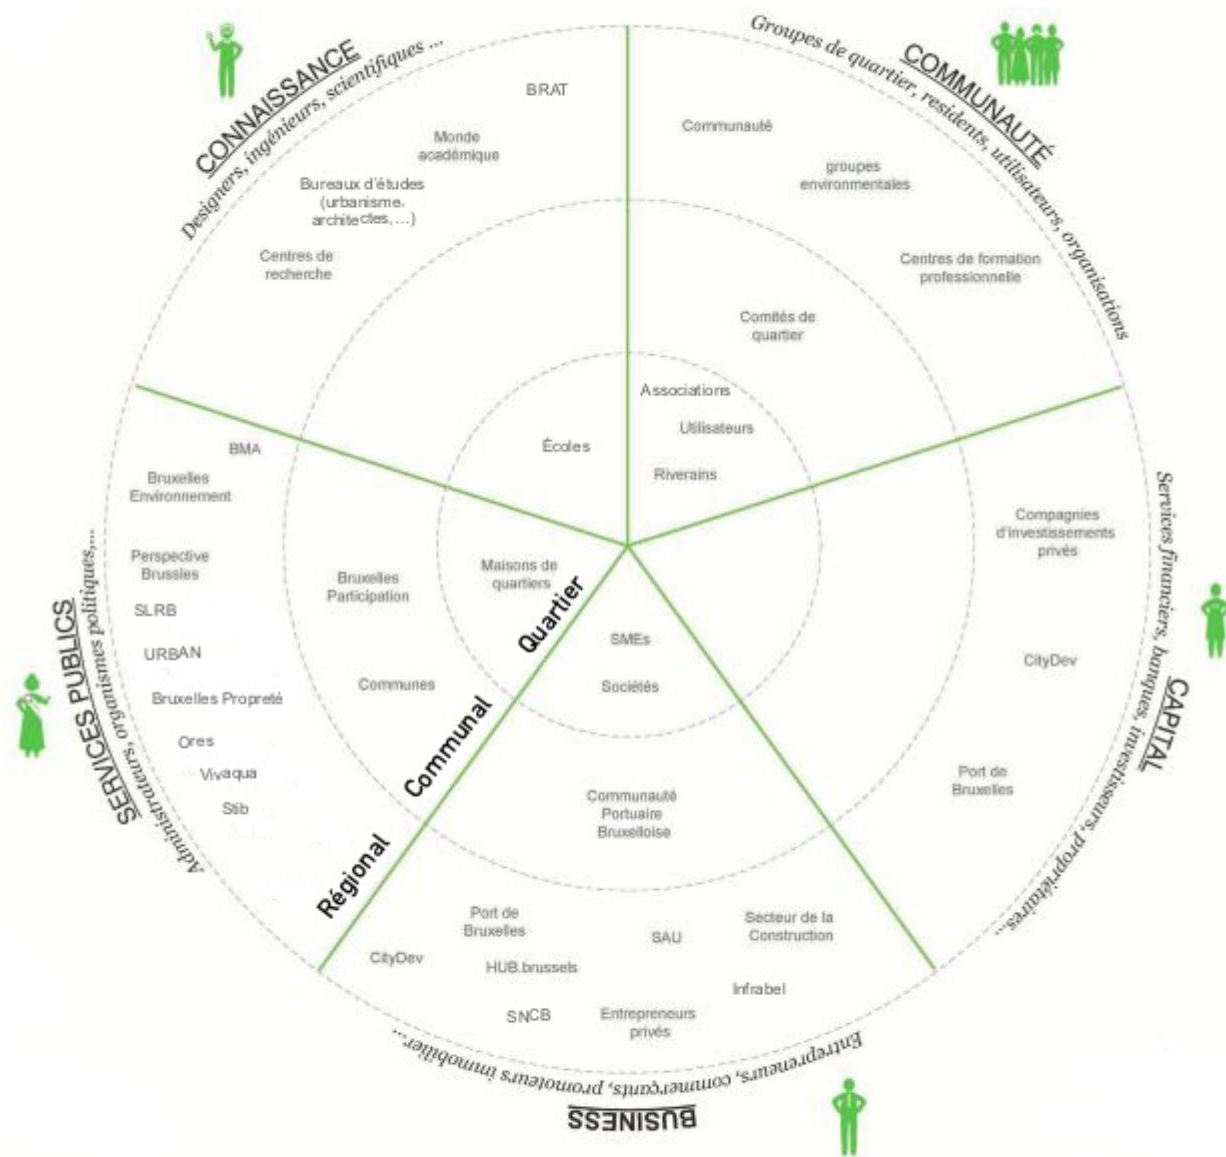 CONNAISSANCE
Designers, ingénieurs, scientifiques ...
BRAT
Monde
académique
Bureaux d'études
(urbanisme,
architectes,...)
Centres de
recherche
Écoles
COMMUNAUTÉ
Groupes de quartier, residents, utilisateurs, organisations
Communauté
groupes
environmentales
Centres de formation
professionnelle
Comités de
quartier
Associations
Utilisateurs
Riverains
CAPITAL
Services financiers, banques, investisseurs, propriétaires...
Compagnies
d'investissements
privés
CityDev
Port de
Bruxelles
SERVICES PUBLICS
Administrateurs, organismes politiques,...
BMA
Bruxelles
Environnement
Perspective
Brussles
SLRB
URBAN
Bruxelles Propreté
Ores
Vivaqua
Stib
Bruxelles
Participation
Communes
Maisons de
quartiers
Quartier
Communal
Régional
SMEs
Sociétés
Communauté
Portuaire
Bruxelloise
Port de
Bruxelles
SAU
Secteur de la
Construction
CityDev
HUB.brussels
Infrabel
SNCB
Entrepreneurs
privés
Entrepreneurs, commerçants, promoteurs immobilier...
BUSINESS